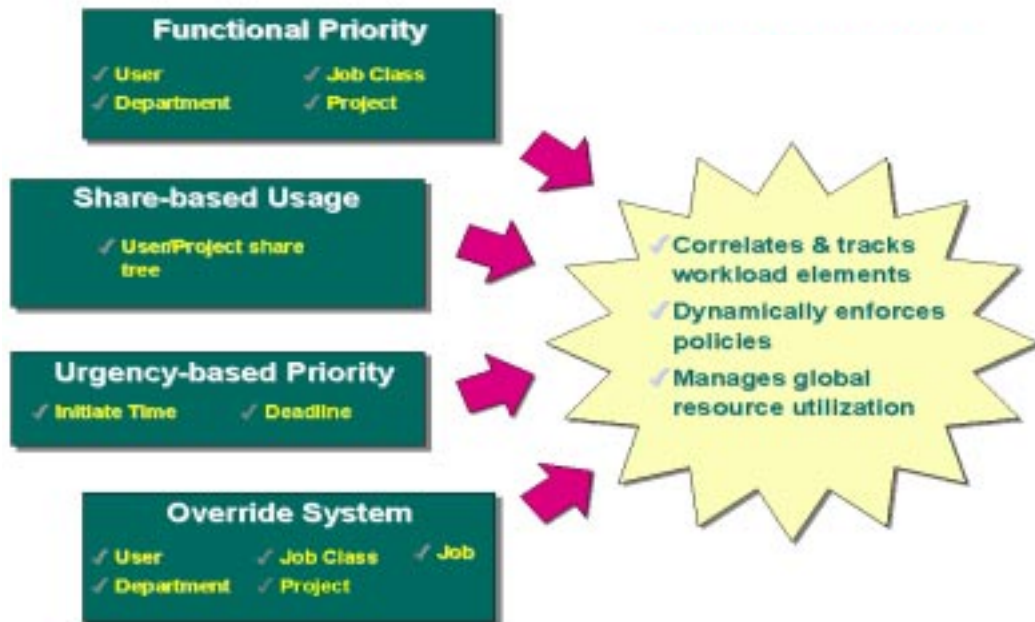 Functional Priority
User
Job Class
Department
Project
Share-based Usage
User/Project share
tree
Urgency-based Priority
Initiate Time
Deadline
Override System
User
Job Class
Job
Department
Project
Correlates & tracks
workload elements
Dynamically enforces
policies
Manages global
resource utilization